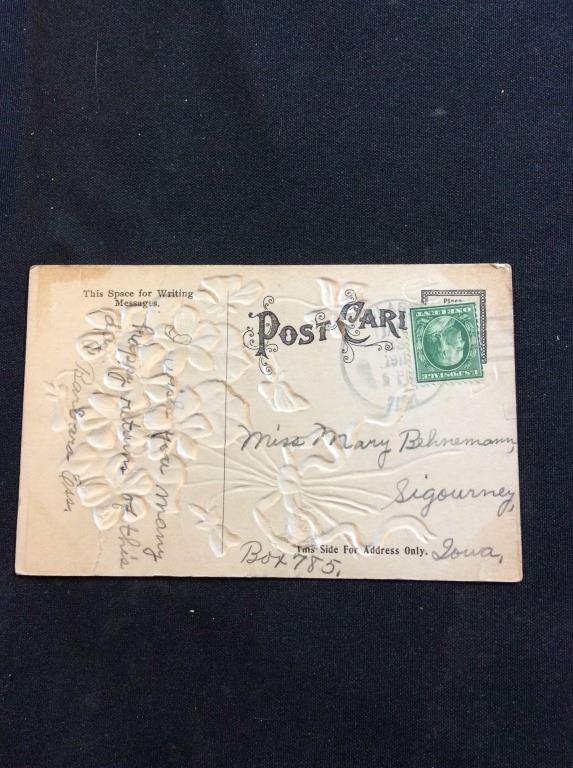 This Space for Writing
Messages.
POST CARD
Place
U.S. POSTAGE
ONE CENT
I wish you many
happy returns of this
day
Barbara
Miss Mary Behnemann,
Sigourney,
Iowa,
This Side For Address Only.
Box 785,